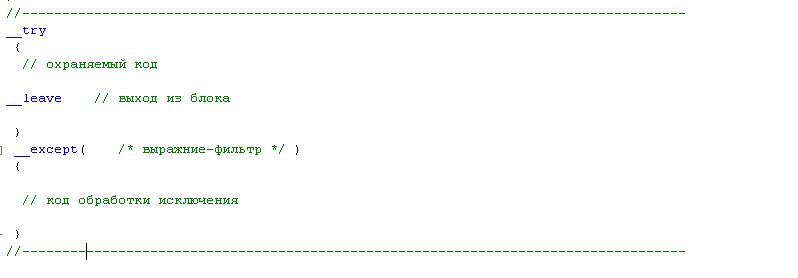 //-----------------------------------------------------------------------------------
__try
{
// охраняемый код
__leave // выход из блока
}
__except( /* выражние-фильтр */ )
{
// код обработки исключения
}
//-----------------------------------------------------------------------------------